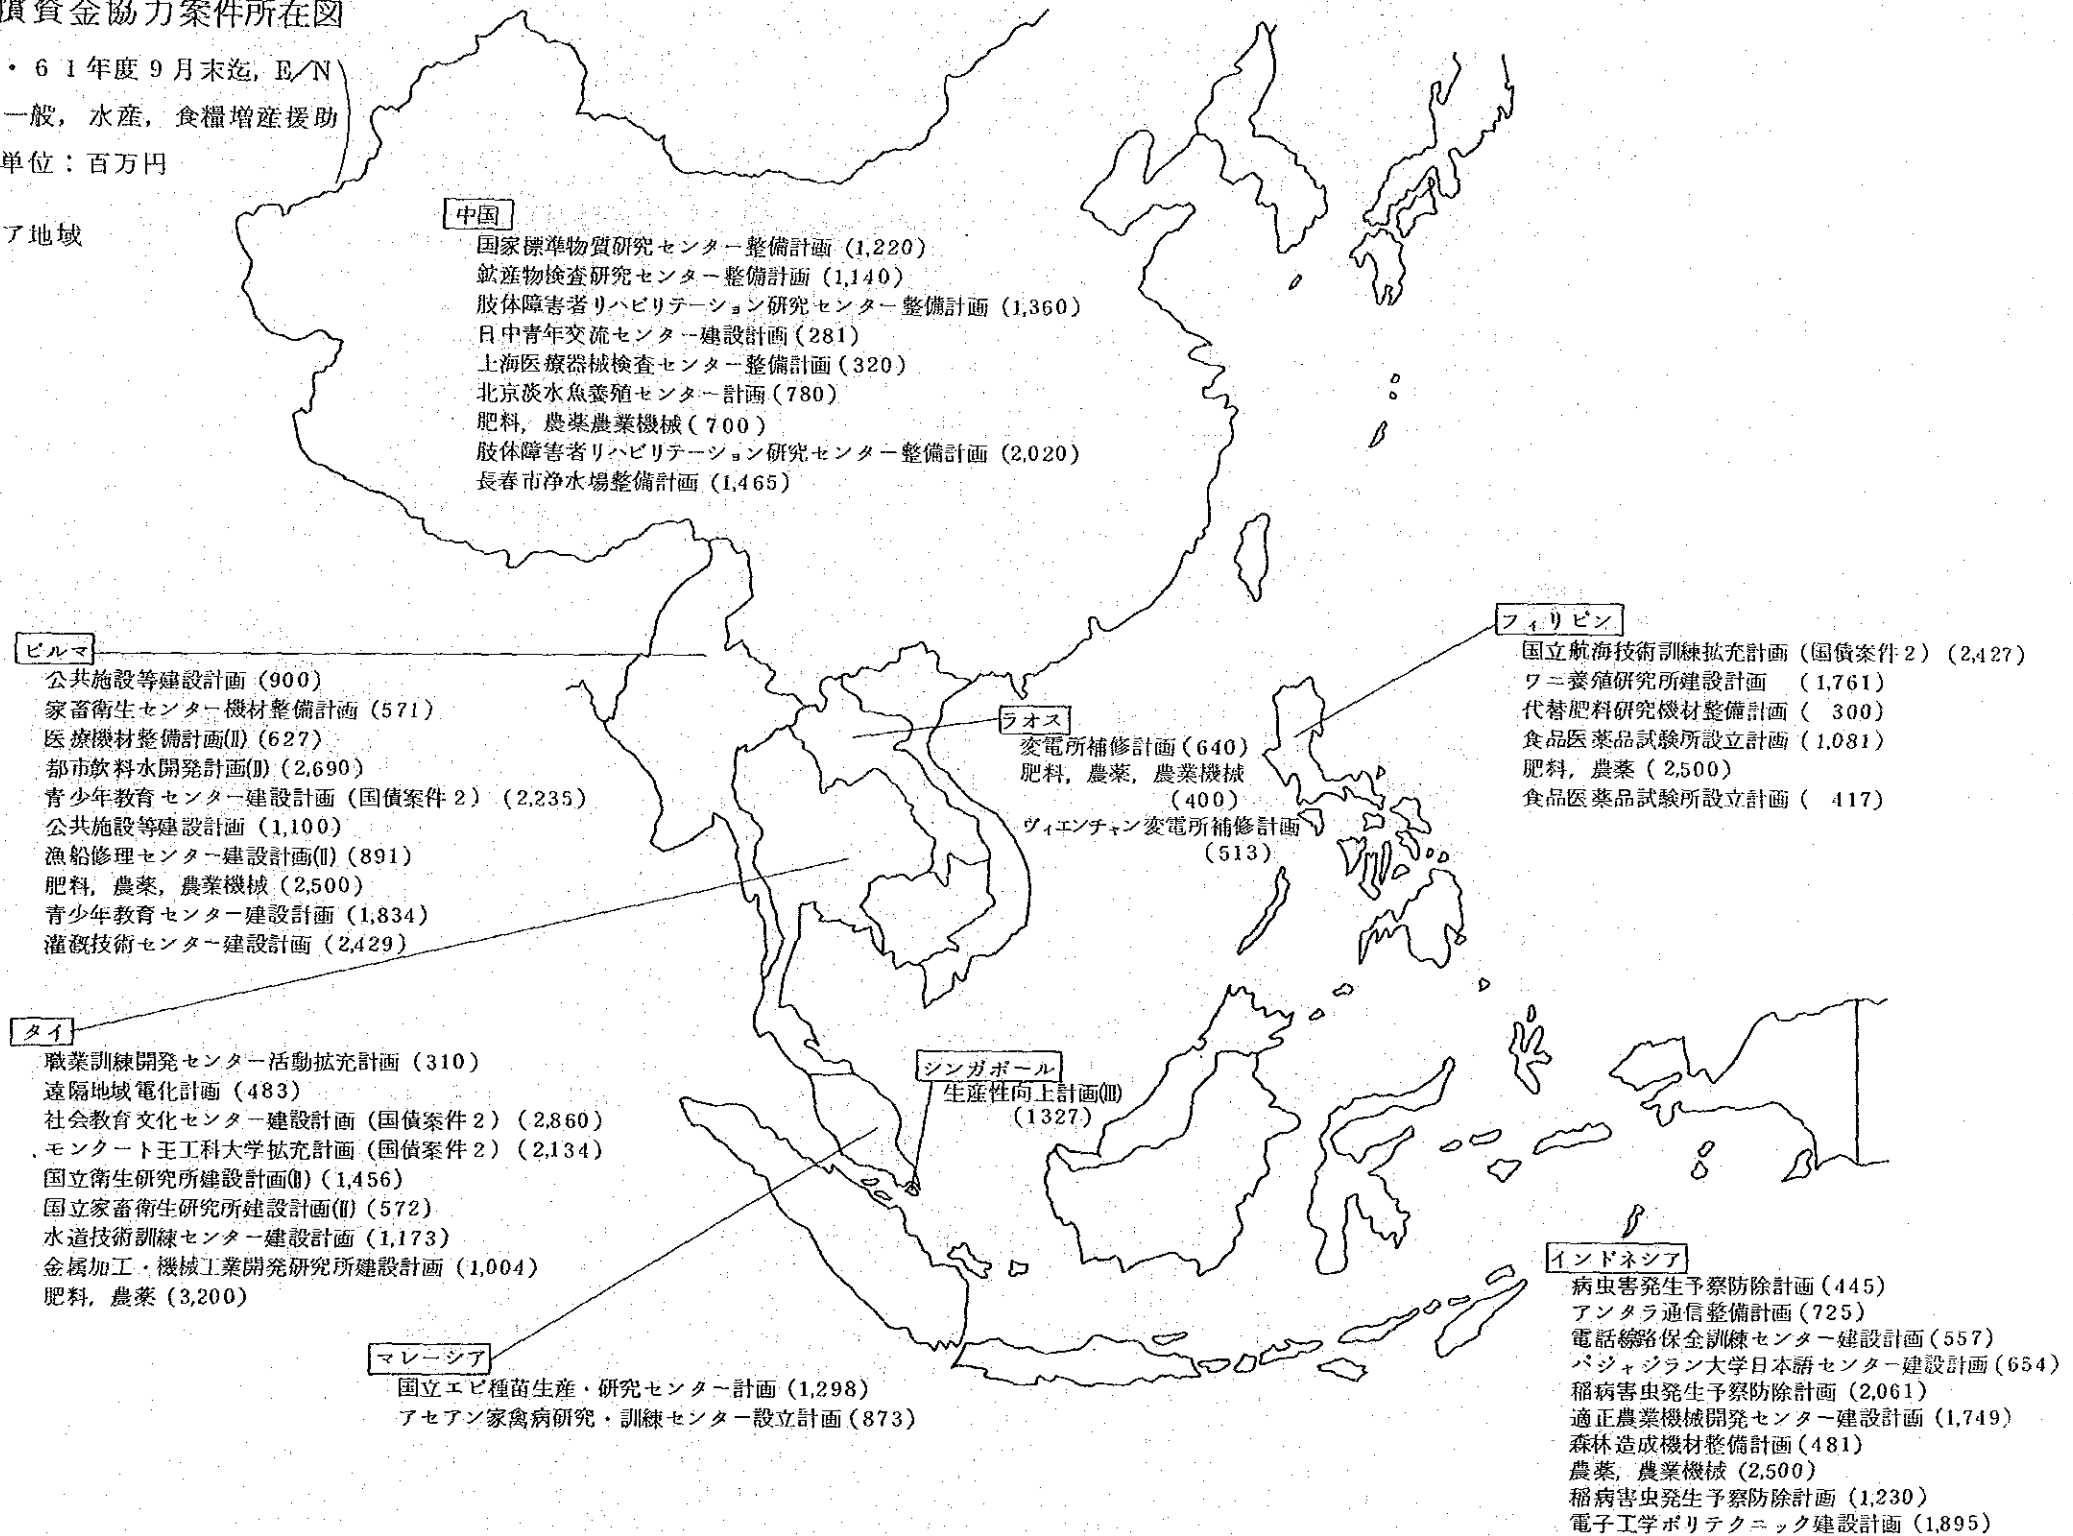 償資金協力案件所在図
・61年度9月末迄, E/N
一般, 水産, 食糧増産援助
単位:百万円
ア地域
中国
国家標準物質研究センター整備計画 (1,220)
鉱産物検査研究センター整備計画 (1,140)
肢体障害者リハビリテーション研究センター整備計画 (1,360)
日中青年交流センター建設計画 (281)
上海医療器械検査センター整備計画 (320)
北京淡水魚養殖センター計画 (780)
肥料, 農薬農業機械 (700)
肢体障害者リハビリテーション研究センター整備計画 (2,020)
長春市浄水場整備計画 (1,465)
ビルマ
公共施設等建設計画 (900)
家畜衛生センター機材整備計画 (571)
医療機材整備計画(II) (627)
都市飲料水開発計画(II) (2,690)
青少年教育センター建設計画 (国債案件2) (2,235)
公共施設等建設計画 (1,100)
漁船修理センター建設計画(II) (891)
肥料, 農薬, 農業機械 (2,500)
青少年教育センター建設計画 (1,834)
灌漑技術センター建設計画 (2,429)
ラオス
変電所補修計画 (640)
肥料, 農薬, 農業機械
(400)
ヴィエンチャン変電所補修計画
(513)
フィリピン
国立航海技術訓練拡充計画 (国債案件2) (2,427)
ワニ養殖研究所建設計画 (1,761)
代替肥料研究機材整備計画 ( 300)
食品医薬品試験所設立計画 (1,081)
肥料, 農薬 (2,500)
食品医薬品試験所設立計画 ( 417)
タイ
職業訓練開発センター活動拡充計画 (310)
遠隔地域電化計画 (483)
社会教育文化センター建設計画 (国債案件2) (2,860)
モンクート王工科大学拡充計画 (国債案件2) (2,134)
国立衛生研究所建設計画(II) (1,456)
国立家畜衛生研究所建設計画(II) (572)
水道技術訓練センター建設計画 (1,173)
金属加工・機械工業開発研究所建設計画 (1,004)
肥料, 農薬 (3,200)
シンガポール
生産性向上計画(III)
(1327)
マレーシア
国立エビ種苗生産・研究センター計画 (1,298)
アセアン家禽病研究・訓練センター設立計画 (873)
インドネシア
病虫害発生予察防除計画 (445)
アンタラ通信整備計画 (725)
電話線路保全訓練センター建設計画 (557)
パジャジラン大学日本語センター建設計画 (654)
稲病害虫発生予察防除計画 (2,061)
適正農業機械開発センター建設計画 (1,749)
森林造成機材整備計画 (481)
農薬, 農業機械 (2,500)
稲病害虫発生予察防除計画 (1,230)
電子工学ポリテクニック建設計画 (1,895)